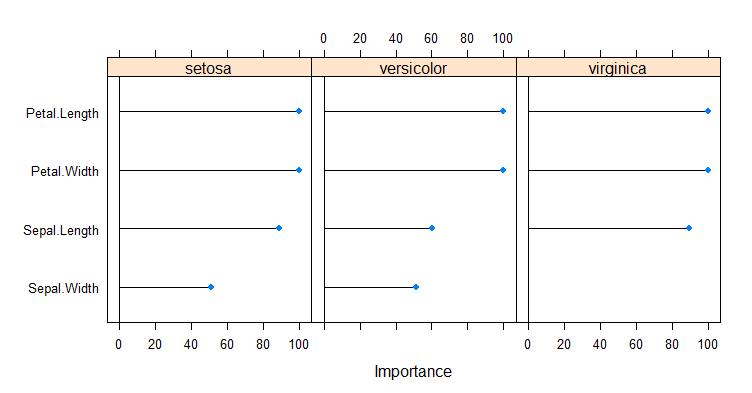 0 20 40 60 80 100
setosa versicolor virginica
Petal.Length
Petal.Width
Sepal.Length
Sepal.Width
0 20 40 60 80 100 0 20 40 60 80 100
Importance